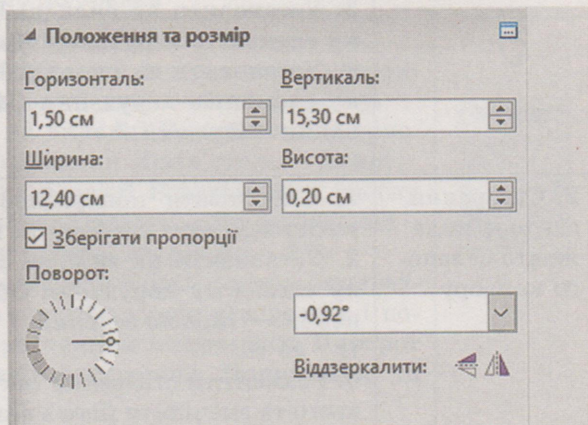 Положення та розмір
Горизонталь: Вертикаль:
1,50 см 15,30 см
Ширина: Висота:
12,40 см 0,20 см
Зберігати пропорції
Поворот:
-0,92°
Віддзеркалити: